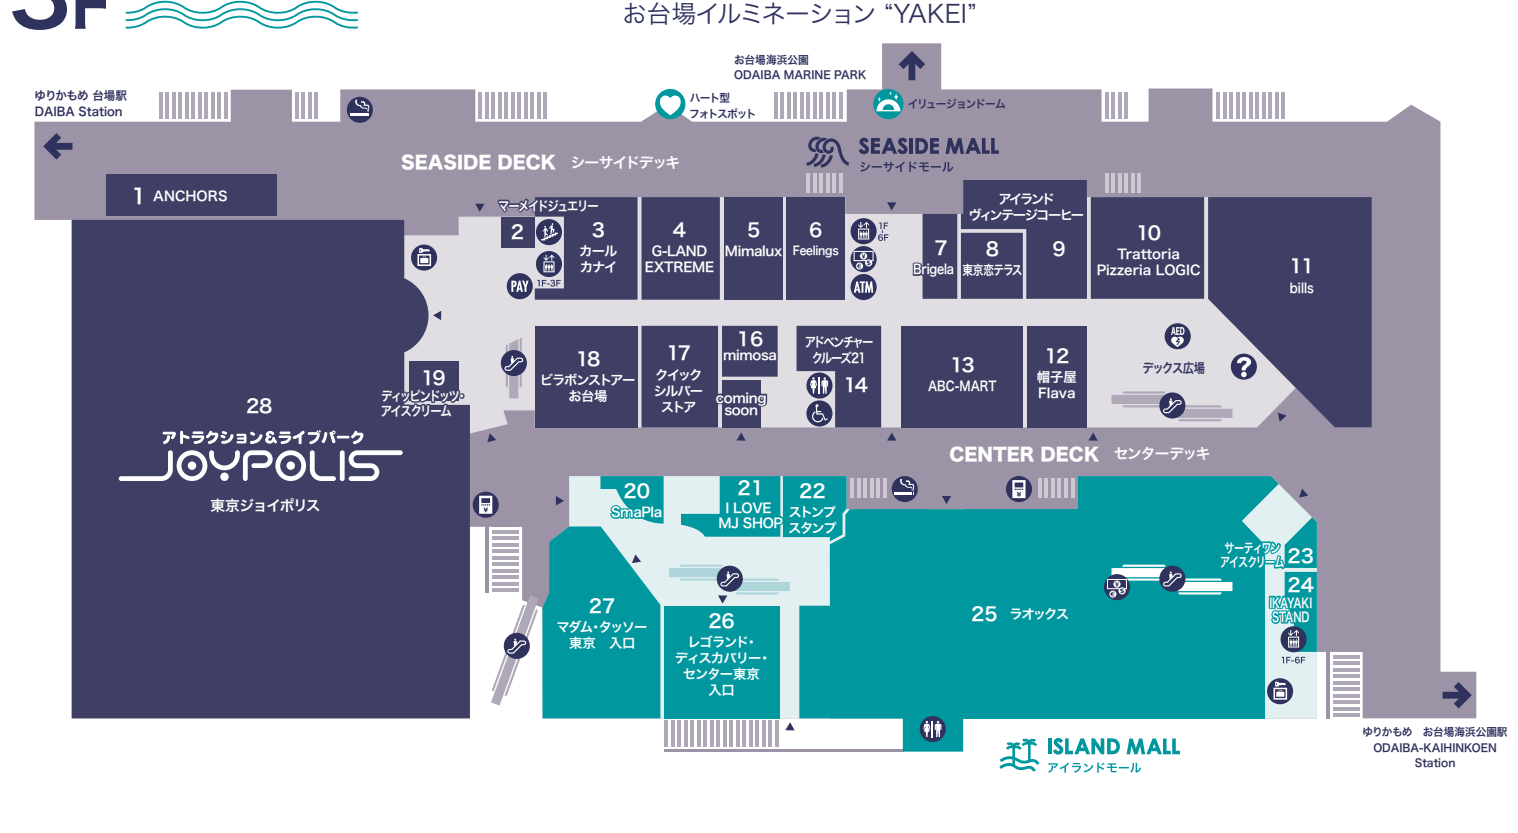 3F
お台場イルミネーション “YAKEI”
お台場海浜公園
ODAIBA MARINE PARK
ゆりかもめ 台場駅
DAIBA Station
ハート型
フォトスポット
イリュージョンドーム
SEASIDE DECK シーサイドデッキ
SEASIDE MALL
シーサイドモール
1 ANCHORS
マーメイドジュエリー
2
1F-3F
PAY
3
カール
カナイ
4
G-LAND
EXTREME
5
Mimalux
6
Feelings
1F
6F
ATM
7
Brigela
アイランド
ヴィンテージコーヒー
8
東京恋テラス
9
10
Trattoria
Pizzeria LOGIC
11
bills
18
ビラボンストアー
お台場
17
クイック
シルバー
ストア
16
mimosa
coming
soon
アドベンチャー
クルーズ21
14
13
ABC-MART
12
帽子屋
Flava
AED
デックス広場
?
19
ディッピンドッツ・
アイスクリーム
28
アトラクション&ライブパーク
JOYPOLIS
東京ジョイポリス
CENTER DECK センターデッキ
20
SmaPla
21
I LOVE
MJ SHOP
22
ストンプ
スタンプ
サーティワン
アイスクリーム
23
24
IKAYAKI
STAND
1F-6F
25 ラオックス
27
マダム・タッソー
東京 入口
26
レゴランド・
ディスカバリー・
センター東京
入口
ISLAND MALL
アイランドモール
ゆりかもめ お台場海浜公園駅
ODAIBA-KAIHINKOEN
Station